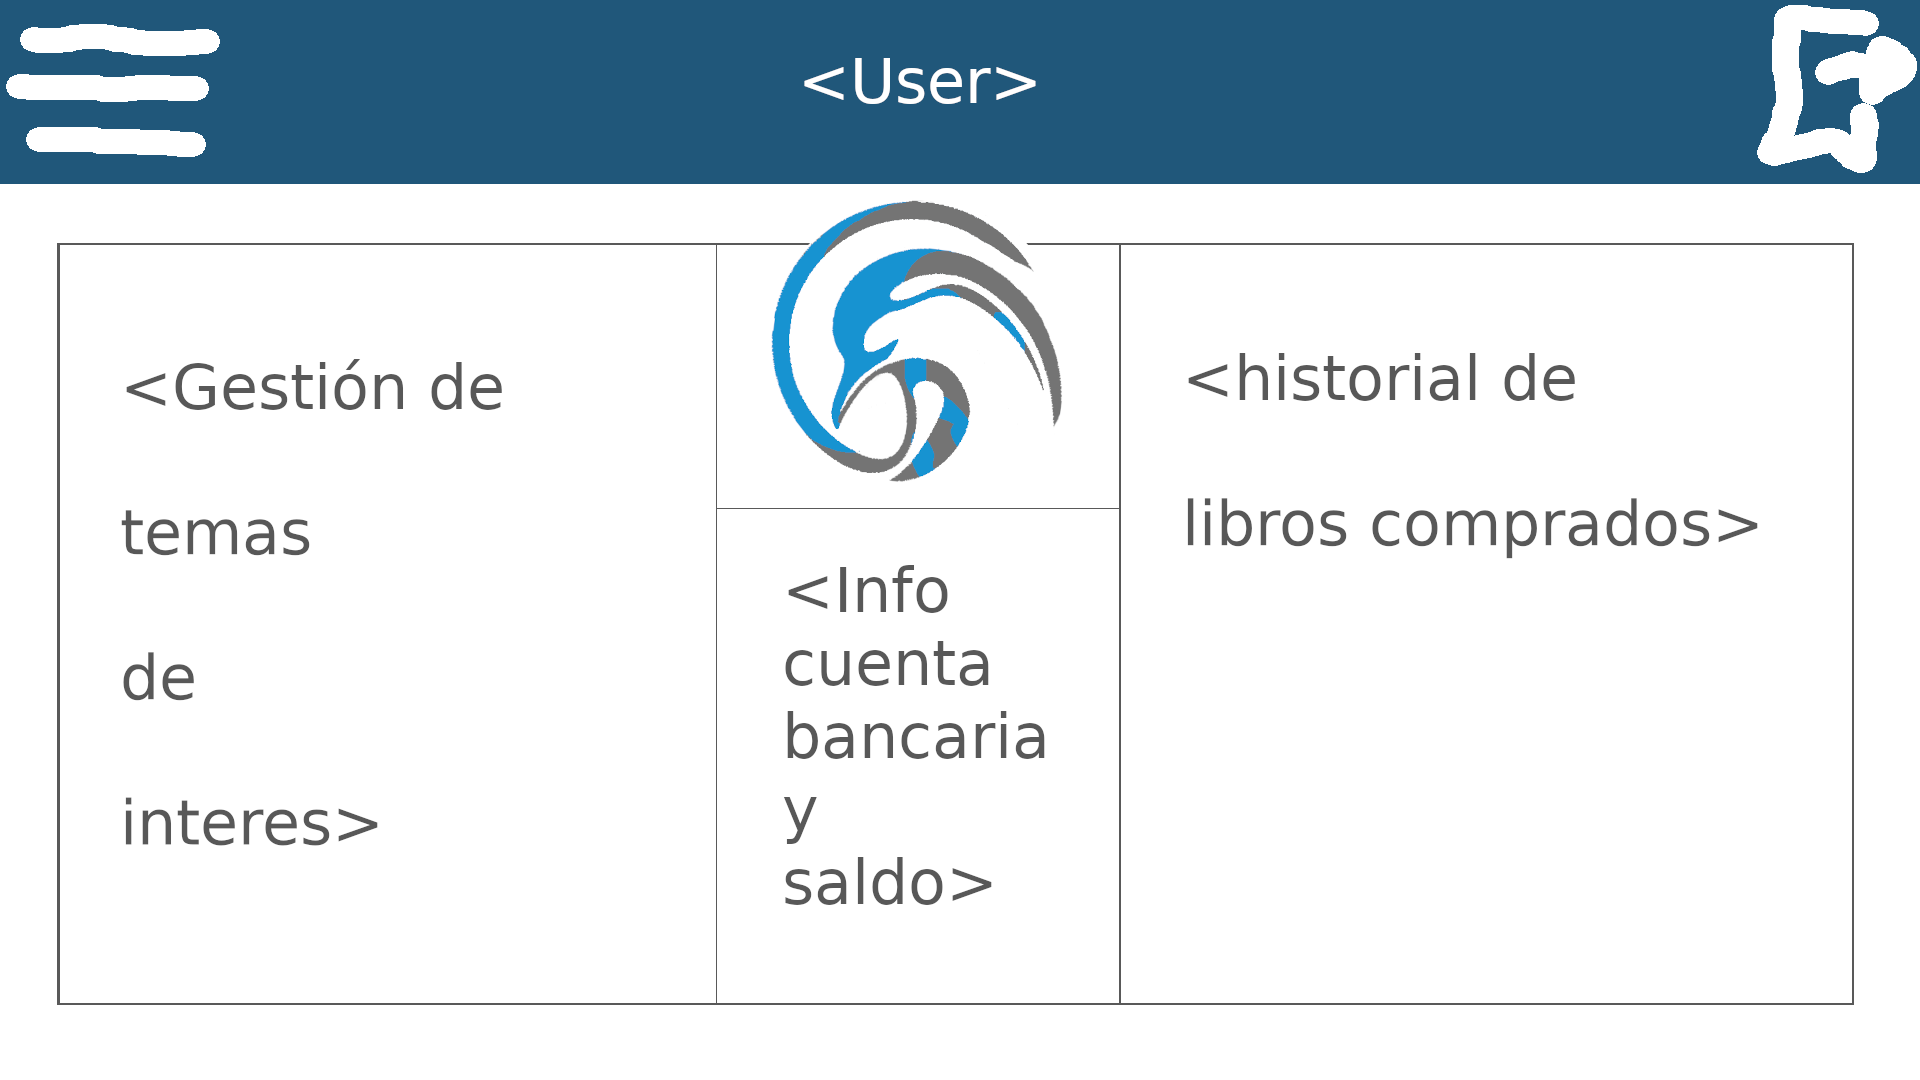 <User>
<Gestión de
temas
de
interes>
<Info
cuenta
bancaria
y
saldo>
<historial de
libros comprados>